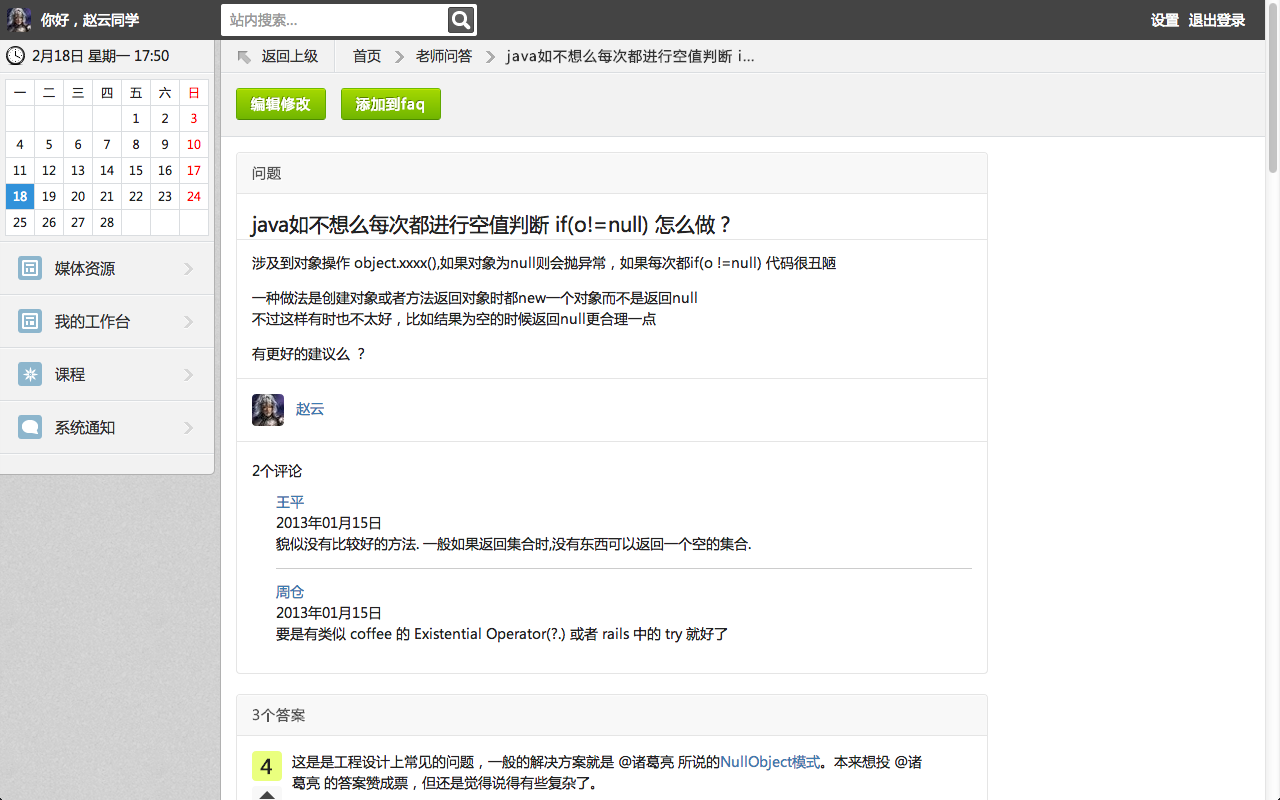 你好，赵云同学
站内搜索...
设置 退出登录
2月18日 星期一 17:50
返回上级 首页 老师问答 java如不想么每次都进行空值判断 i...
一 二 三 四 五 六 日
1 2 3
4 5 6 7 8 9 10
11 12 13 14 15 16 17
18 19 20 21 22 23 24
25 26 27 28
媒体资源
我的工作台
课程
系统通知
编辑修改 添加到faq
问题
java如不想么每次都进行空值判断 if(o!=null) 怎么做？
涉及到对象操作 object.xxxx(),如果对象为null则会抛异常，如果每次都if(o !=null) 代码很丑陋
一种做法是创建对象或者方法返回对象时都new一个对象而不是返回null
不过这样有时也不太好，比如结果为空的时候返回null更合理一点
有更好的建议么 ？
赵云
2个评论
王平
2013年01月15日
貌似没有比较好的方法. 一般如果返回集合时,没有东西可以返回一个空的集合.
周仓
2013年01月15日
要是有类似 coffee 的 Existential Operator(?.) 或者 rails 中的 try 就好了
3个答案
4
这是是工程设计上常见的问题，一般的解决方案就是 @诸葛亮 所说的NullObject模式。本来想投 @诸
葛亮 的答案赞成票，但还是觉得说得有些复杂了。